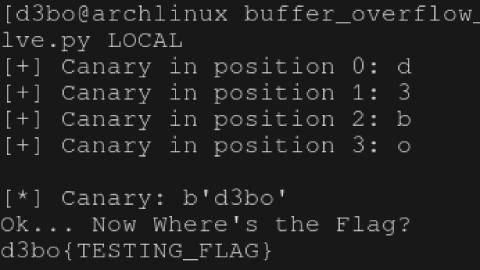 [d3bo@archlinux buffer_overflow_
lve.py LOCAL
[+] Canary in position 0: d
[+] Canary in position 1: 3
[+] Canary in position 2: b
[+] Canary in position 3: o
[*] Canary: b'd3bo'
Ok... Now Where's the Flag?
d3bo{TESTING_FLAG}